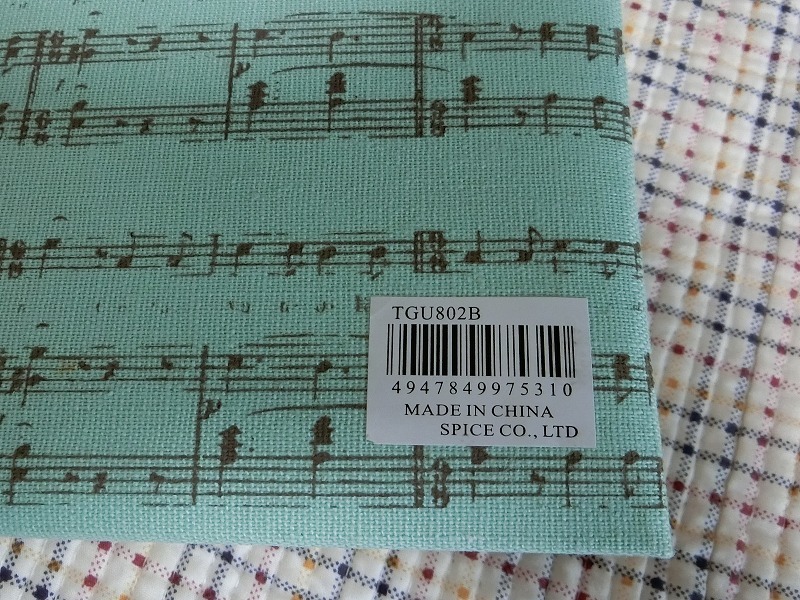 TGU802B
4947849975310
MADE IN CHINA
SPICE CO., LTD